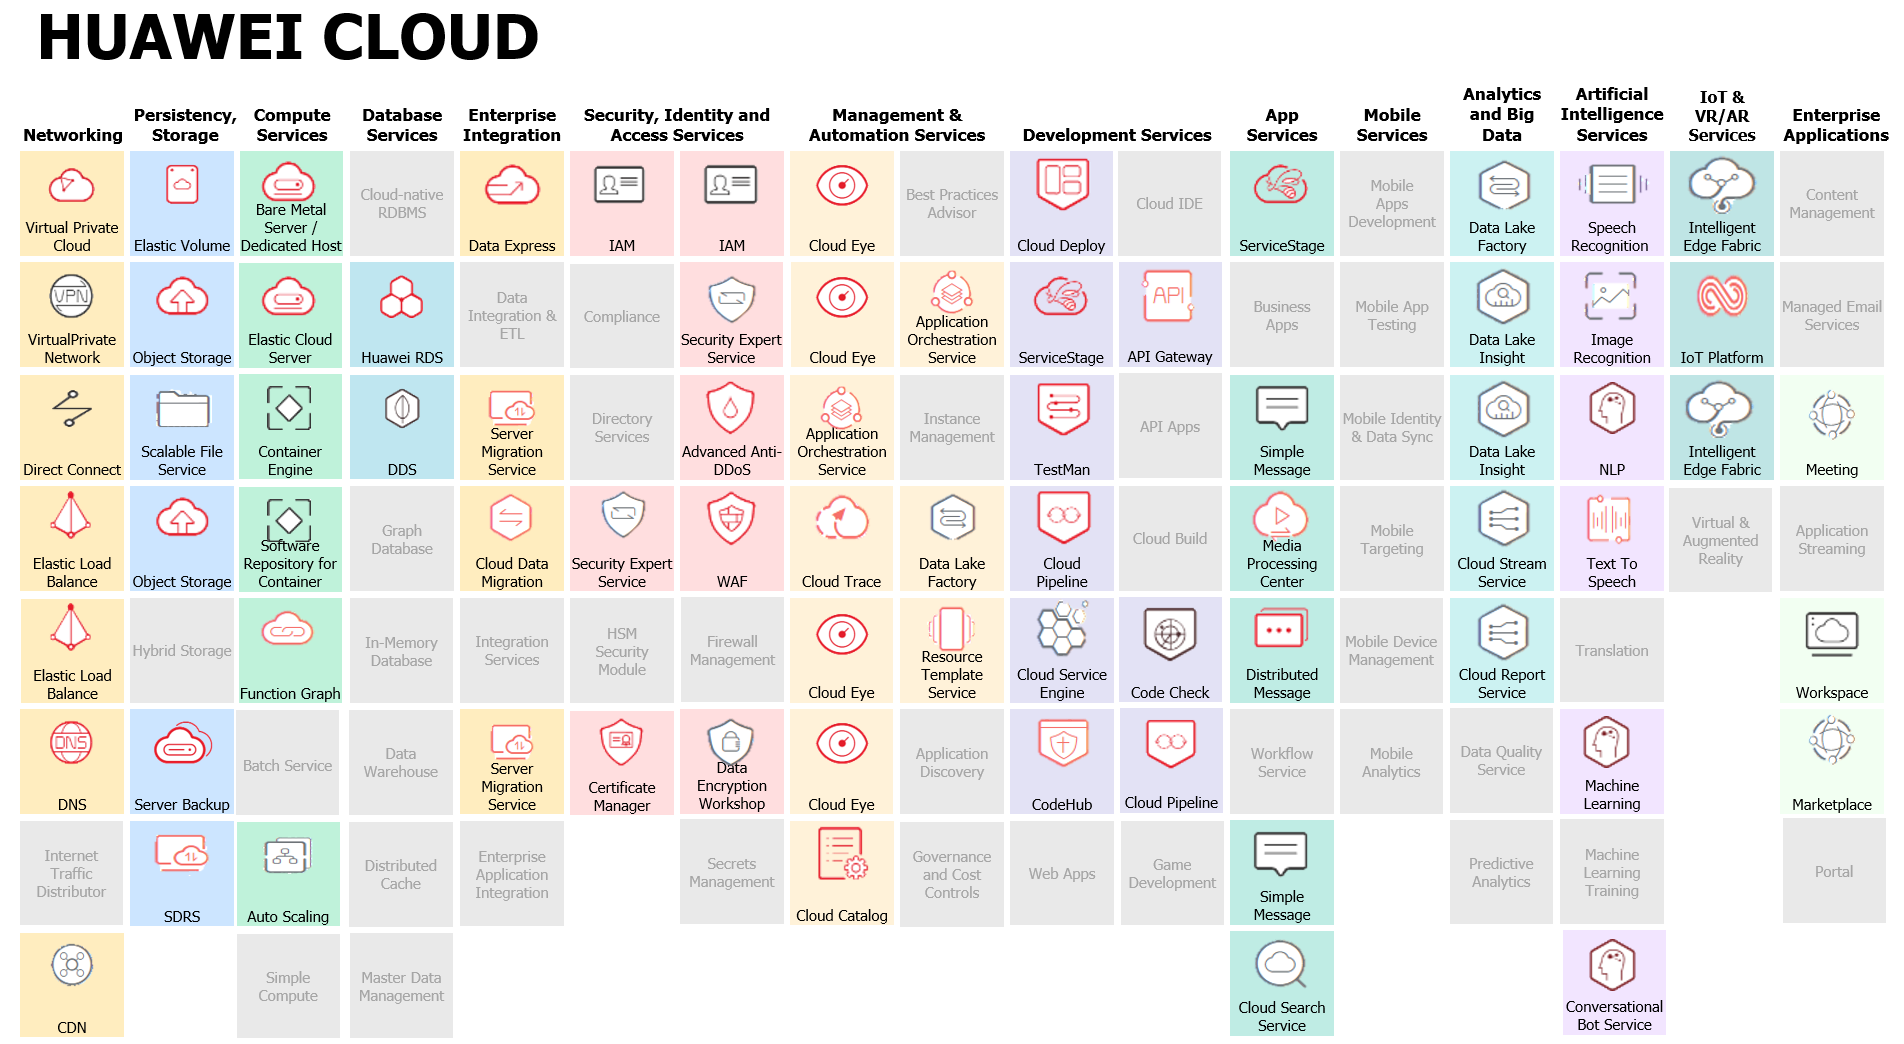 HUAWEI CLOUD
Networking
Persistency,
Storage
Compute
Services
Database
Services
Enterprise
Integration
Security, Identity and
Access Services
Management &
Automation Services
Development Services
App
Services
Mobile
Services
Analytics
and Big
Data
Artificial
Intelligence
Services
IoT &
VR/AR
Services
Enterprise
Applications
Virtual Private
Cloud
Elastic Volume
Bare Metal
Server /
Dedicated Host
Cloud-native
RDBMS
Data Express
IAM
IAM
Cloud Eye
Best Practices
Advisor
Cloud Deploy
Cloud IDE
ServiceStage
Mobile
Apps
Development
Data Lake
Factory
Speech
Recognition
Intelligent
Edge Fabric
Content
Management
VPN
VirtualPrivate
Network
Object Storage
Elastic Cloud
Server
Huawei RDS
Data
Integration &
ETL
Compliance
Security Expert
Service
Cloud Eye
Application
Orchestration
Service
ServiceStage
API
API Gateway
Business
Apps
Mobile App
Testing
Data Lake
Insight
Image
Recognition
IoT Platform
Managed Email
Services
Direct Connect
Scalable File
Service
Container
Engine
DDS
Server
Migration
Service
Directory
Services
Advanced Anti-
DDoS
Application
Orchestration
Service
Instance
Management
TestMan
API Apps
Simple
Message
Mobile Identity
& Data Sync
Data Lake
Insight
NLP
Intelligent
Edge Fabric
Meeting
Elastic Load
Balance
Object Storage
Software
Repository for
Container
Graph
Database
Cloud Data
Migration
Security Expert
Service
WAF
Cloud Trace
Data Lake
Factory
Cloud
Pipeline
Cloud Build
Media
Processing
Center
Mobile
Targeting
Cloud Stream
Service
Text To
Speech
Virtual &
Augmented
Reality
Application
Streaming
Elastic Load
Balance
Hybrid Storage
Function Graph
In-Memory
Database
Integration
Services
HSM
Security
Module
Firewall
Management
Cloud Eye
Resource
Template
Service
Cloud Service
Engine
Code Check
Distributed
Message
Mobile Device
Management
Cloud Report
Service
Translation
Workspace
DNS
DNS
Server Backup
Batch Service
Data
Warehouse
Server
Migration
Service
Certificate
Manager
Data
Encryption
Workshop
Cloud Eye
Application
Discovery
CodeHub
Cloud Pipeline
Workflow
Service
Mobile
Analytics
Data Quality
Service
Machine
Learning
Marketplace
Internet
Traffic
Distributor
SDRS
Auto Scaling
Distributed
Cache
Enterprise
Application
Integration
Secrets
Management
Cloud Catalog
Governance
and Cost
Controls
Web Apps
Game
Development
Simple
Message
Predictive
Analytics
Machine
Learning
Training
Portal
CDN
Simple
Compute
Master Data
Management
Cloud Search
Service
Conversational
Bot Service